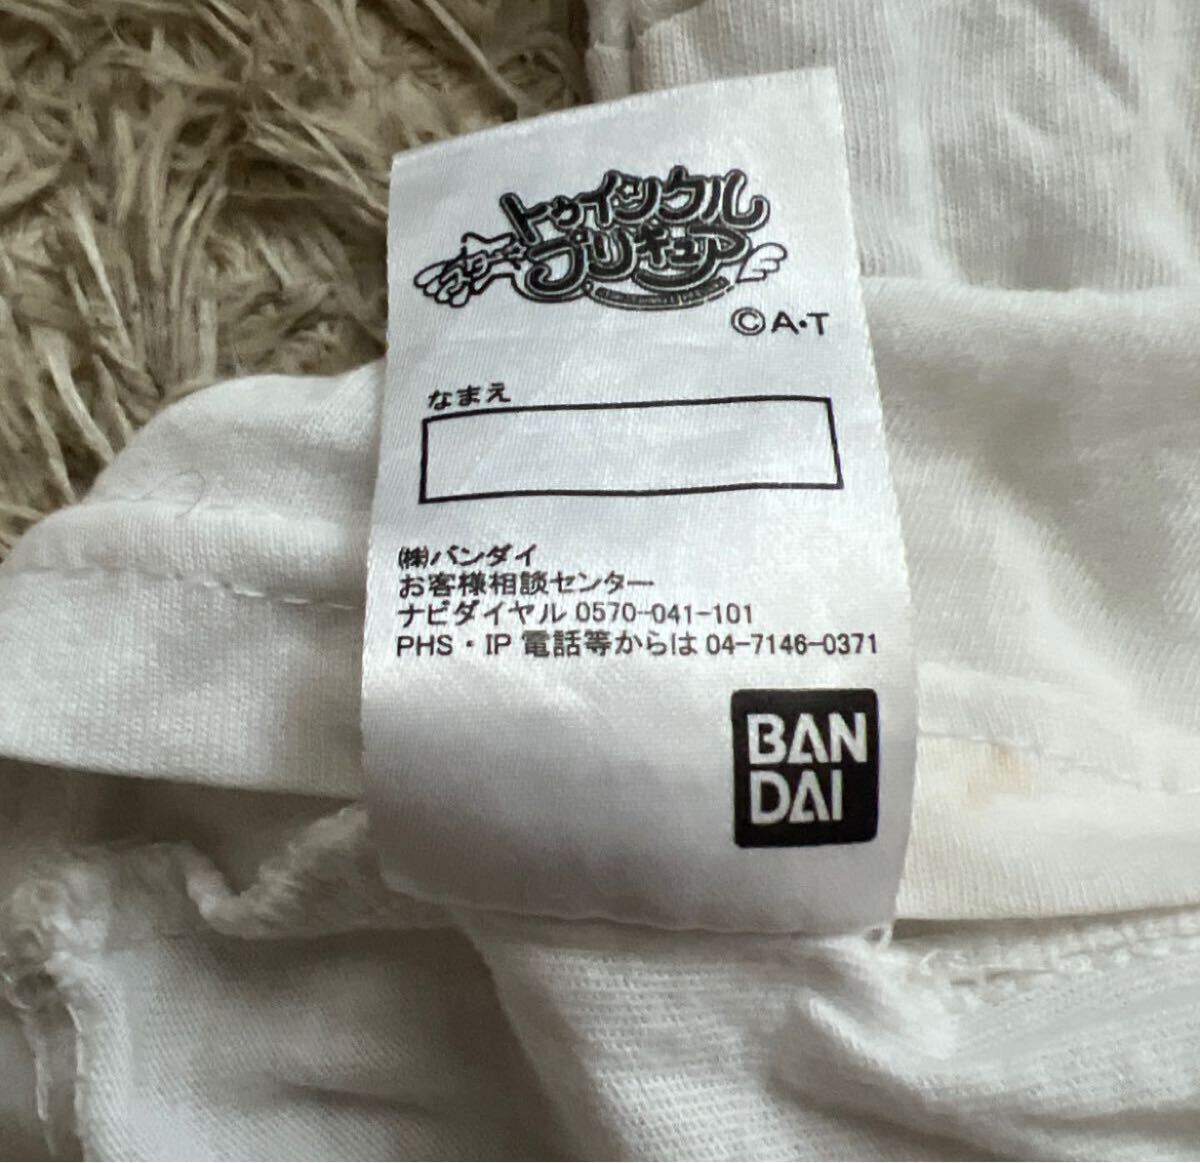 スター☆
トゥインクル
プリキュア
©A・T
なまえ
㈱バンダイ
お客様相談センター
ナビダイヤル 0570-041-101
PHS・IP 電話等からは 04-7146-0371
BAN
DAI